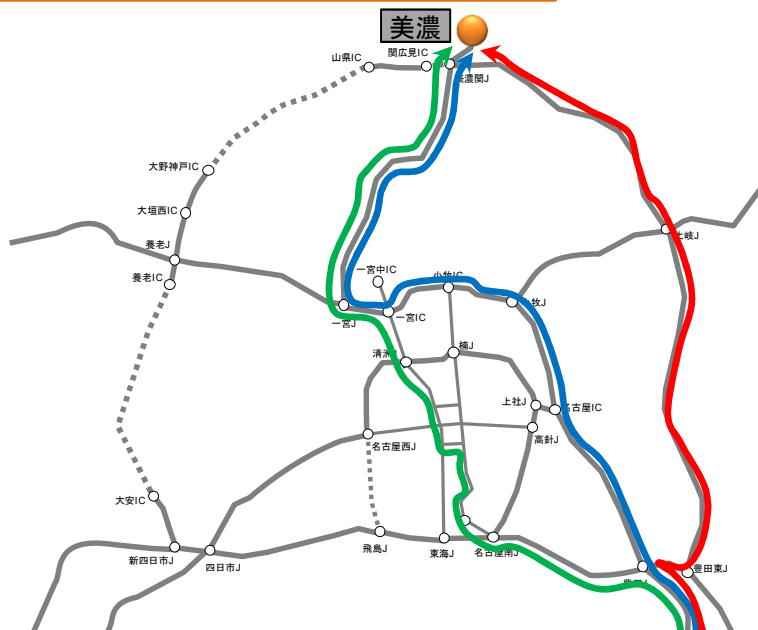 美濃
関広見IC
山県IC
美濃関J
大野神戸IC
大垣西IC
土岐J
養老J
養老IC
一宮中IC
小牧IC
小牧J
一宮J
一宮IC
清洲J
楠J
上社J
名古屋IC
高針J
名古屋西J
大安IC
新四日市J
四日市J
飛島J
東海J
名古屋南J
豊田東J
豊田J